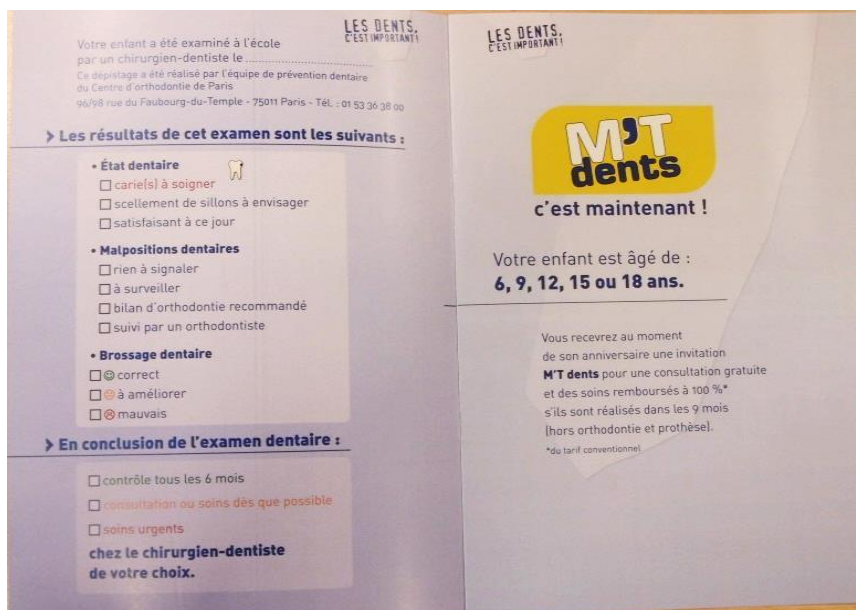 LES DENTS,
C'EST IMPORTANT!
Votre enfant a été examiné à l'école
par un chirurgien-dentiste le
Ce dépistage a été réalisé par l'équipe de prévention dentaire
du Centre d'orthodontie de Paris
96/98 rue du Faubourg-du-Temple - 75011 Paris - Tél. : 01 53 36 38 00
Les résultats de cet examen sont les suivants :
• État dentaire
carie(s) à soigner
scellement de sillons à envisager
satisfaisant à ce jour
• Malpositions dentaires
rien à signaler
à surveiller
bilan d'orthodontie recommandé
suivi par un orthodontiste
• Brossage dentaire
correct
à améliorer
mauvais
En conclusion de l'examen dentaire :
contrôle tous les 6 mois
consultation ou soins dès que possible
soins urgents
chez le chirurgien-dentiste
de votre choix.
LES DENTS,
C'EST IMPORTANT!
M'T
dents
c'est maintenant !
Votre enfant est âgé de :
6, 9, 12, 15 ou 18 ans.
Vous recevrez au moment
de son anniversaire une invitation
M'T dents pour une consultation gratuite
et des soins remboursés à 100 %*
s'ils sont réalisés dans les 9 mois
(hors orthodontie et prothèse).
*du tarif conventionnel